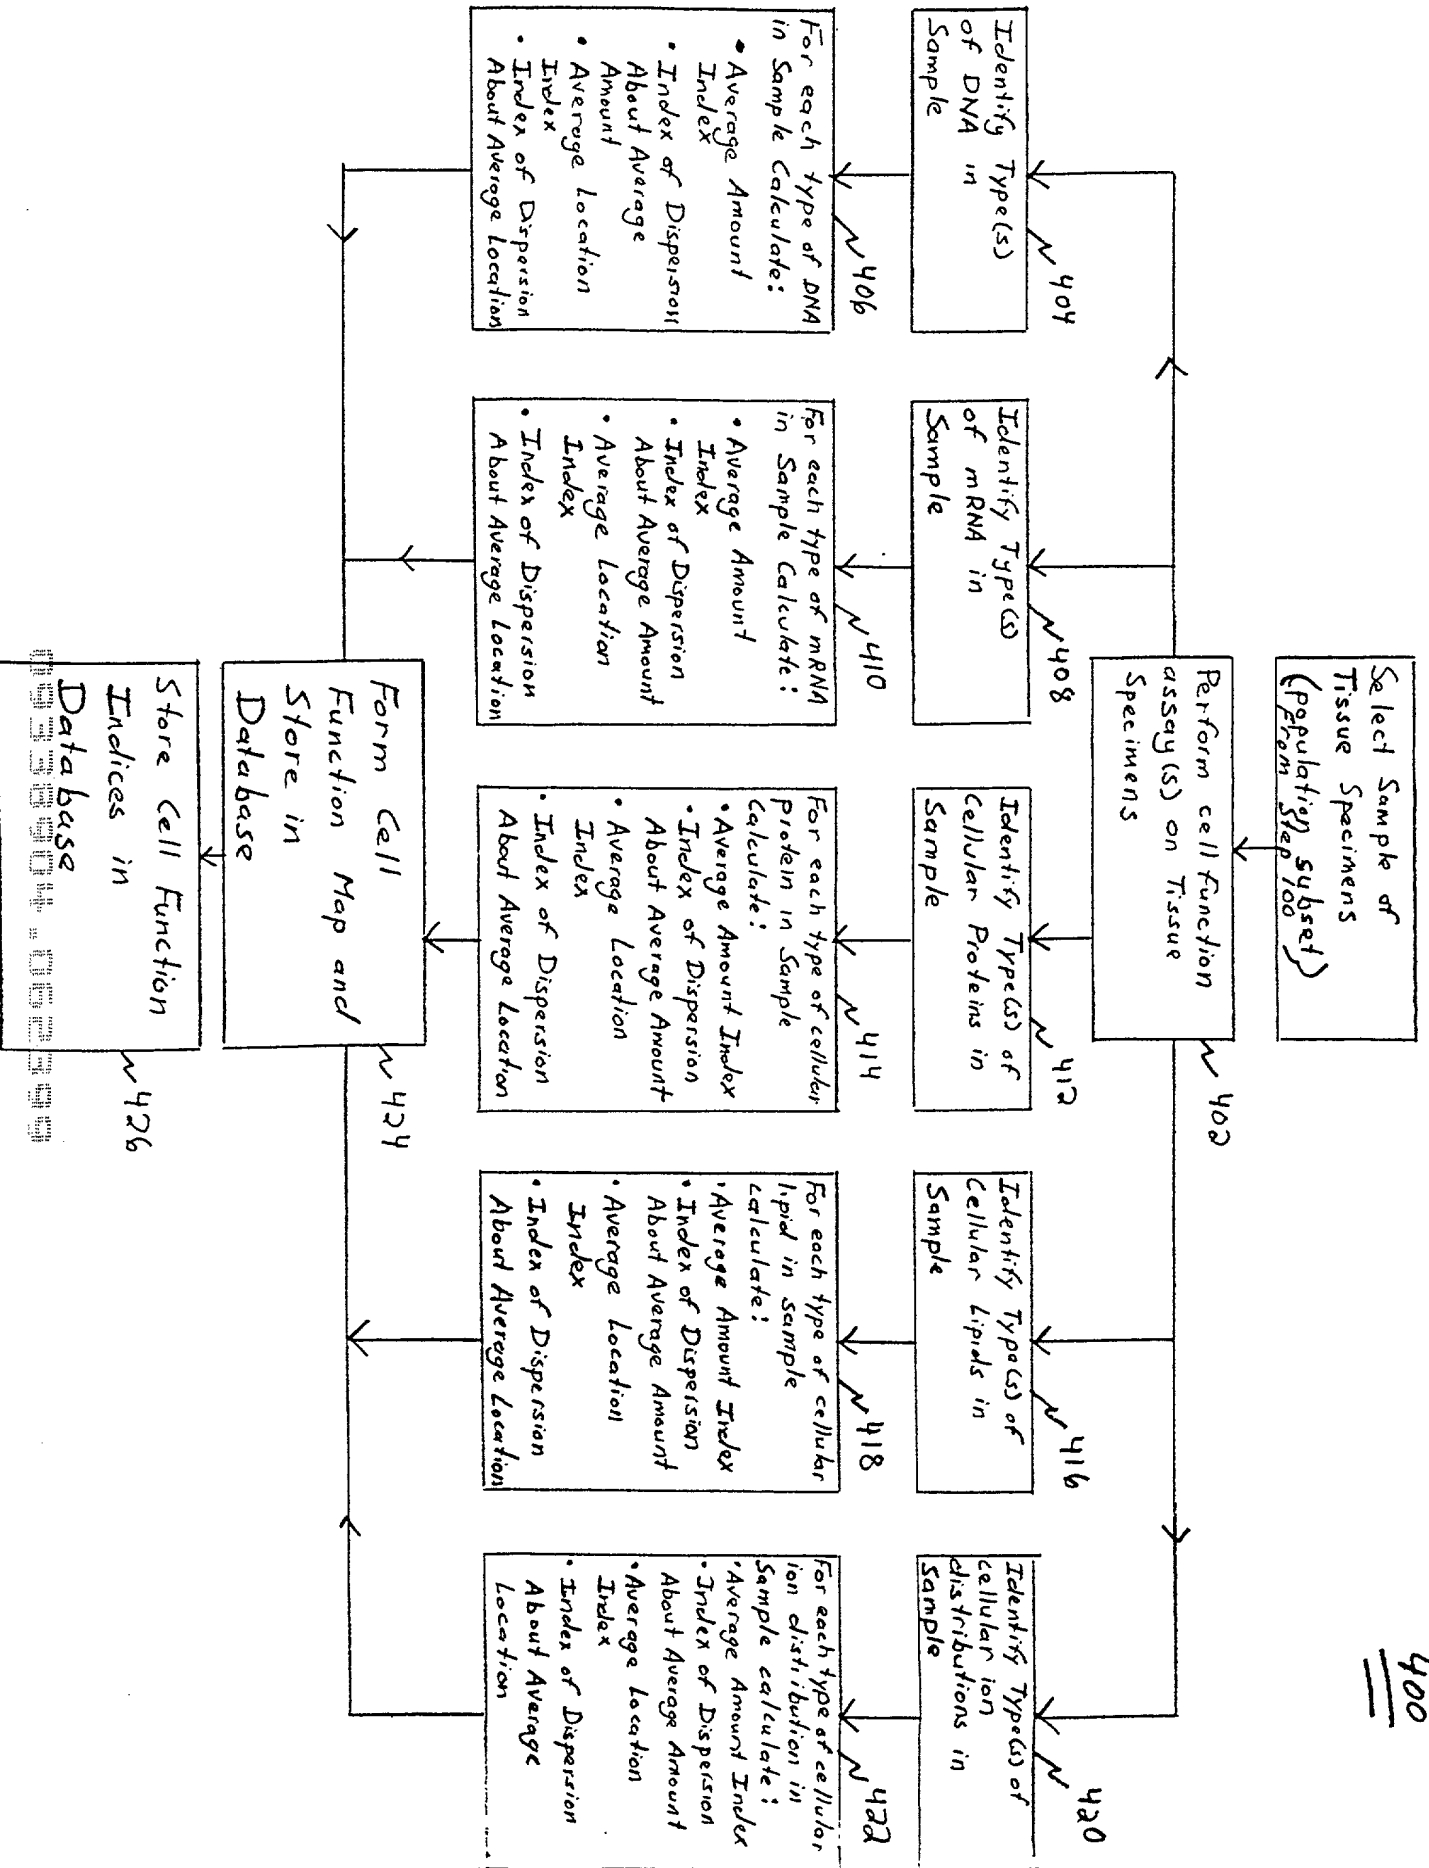 400
Select Sample of
Tissue Specimens
(population subset)
from Step 100
Perform cell function
assay(s) on Tissue
Specimens
402
Identify Type(s)
of DNA in
Sample
404
Identify Type(s)
of mRNA in
Sample
408
Identify Type(s) of
Cellular Proteins in
Sample
412
Identify Type(s) of
Cellular Lipids in
Sample
416
Identify Type(s) of
cellular ion
distributions in
Sample
420
For each type of DNA
in Sample Calculate:
• Average Amount
Index
• Index of Dispersion
About Average
Amount
• Average Location
Index
• Index of Dispersion
About Average Location
406
For each type of mRNA
in Sample Calculate:
• Average Amount
Index
• Index of Dispersion
About Average Amount
• Average Location
Index
• Index of Dispersion
About Average Location
410
For each type of cellular
protein in Sample
Calculate:
• Average Amount Index
• Index of Dispersion
About Average Amount
• Average Location
Index
• Index of Dispersion
About Average Location
414
For each type of cellular
lipid in sample
calculate:
• Average Amount Index
• Index of Dispersion
About Average Amount
• Average Location
Index
• Index of Dispersion
About Average Location
418
For each type of cellular
ion distribution in
Sample calculate:
• Average Amount Index
• Index of Dispersion
About Average Amount
• Average Location
Index
• Index of Dispersion
About Average
Location
422
Form Cell
Function Map and
Store in
Database
424
Store Cell Function
Indices in
Database
426